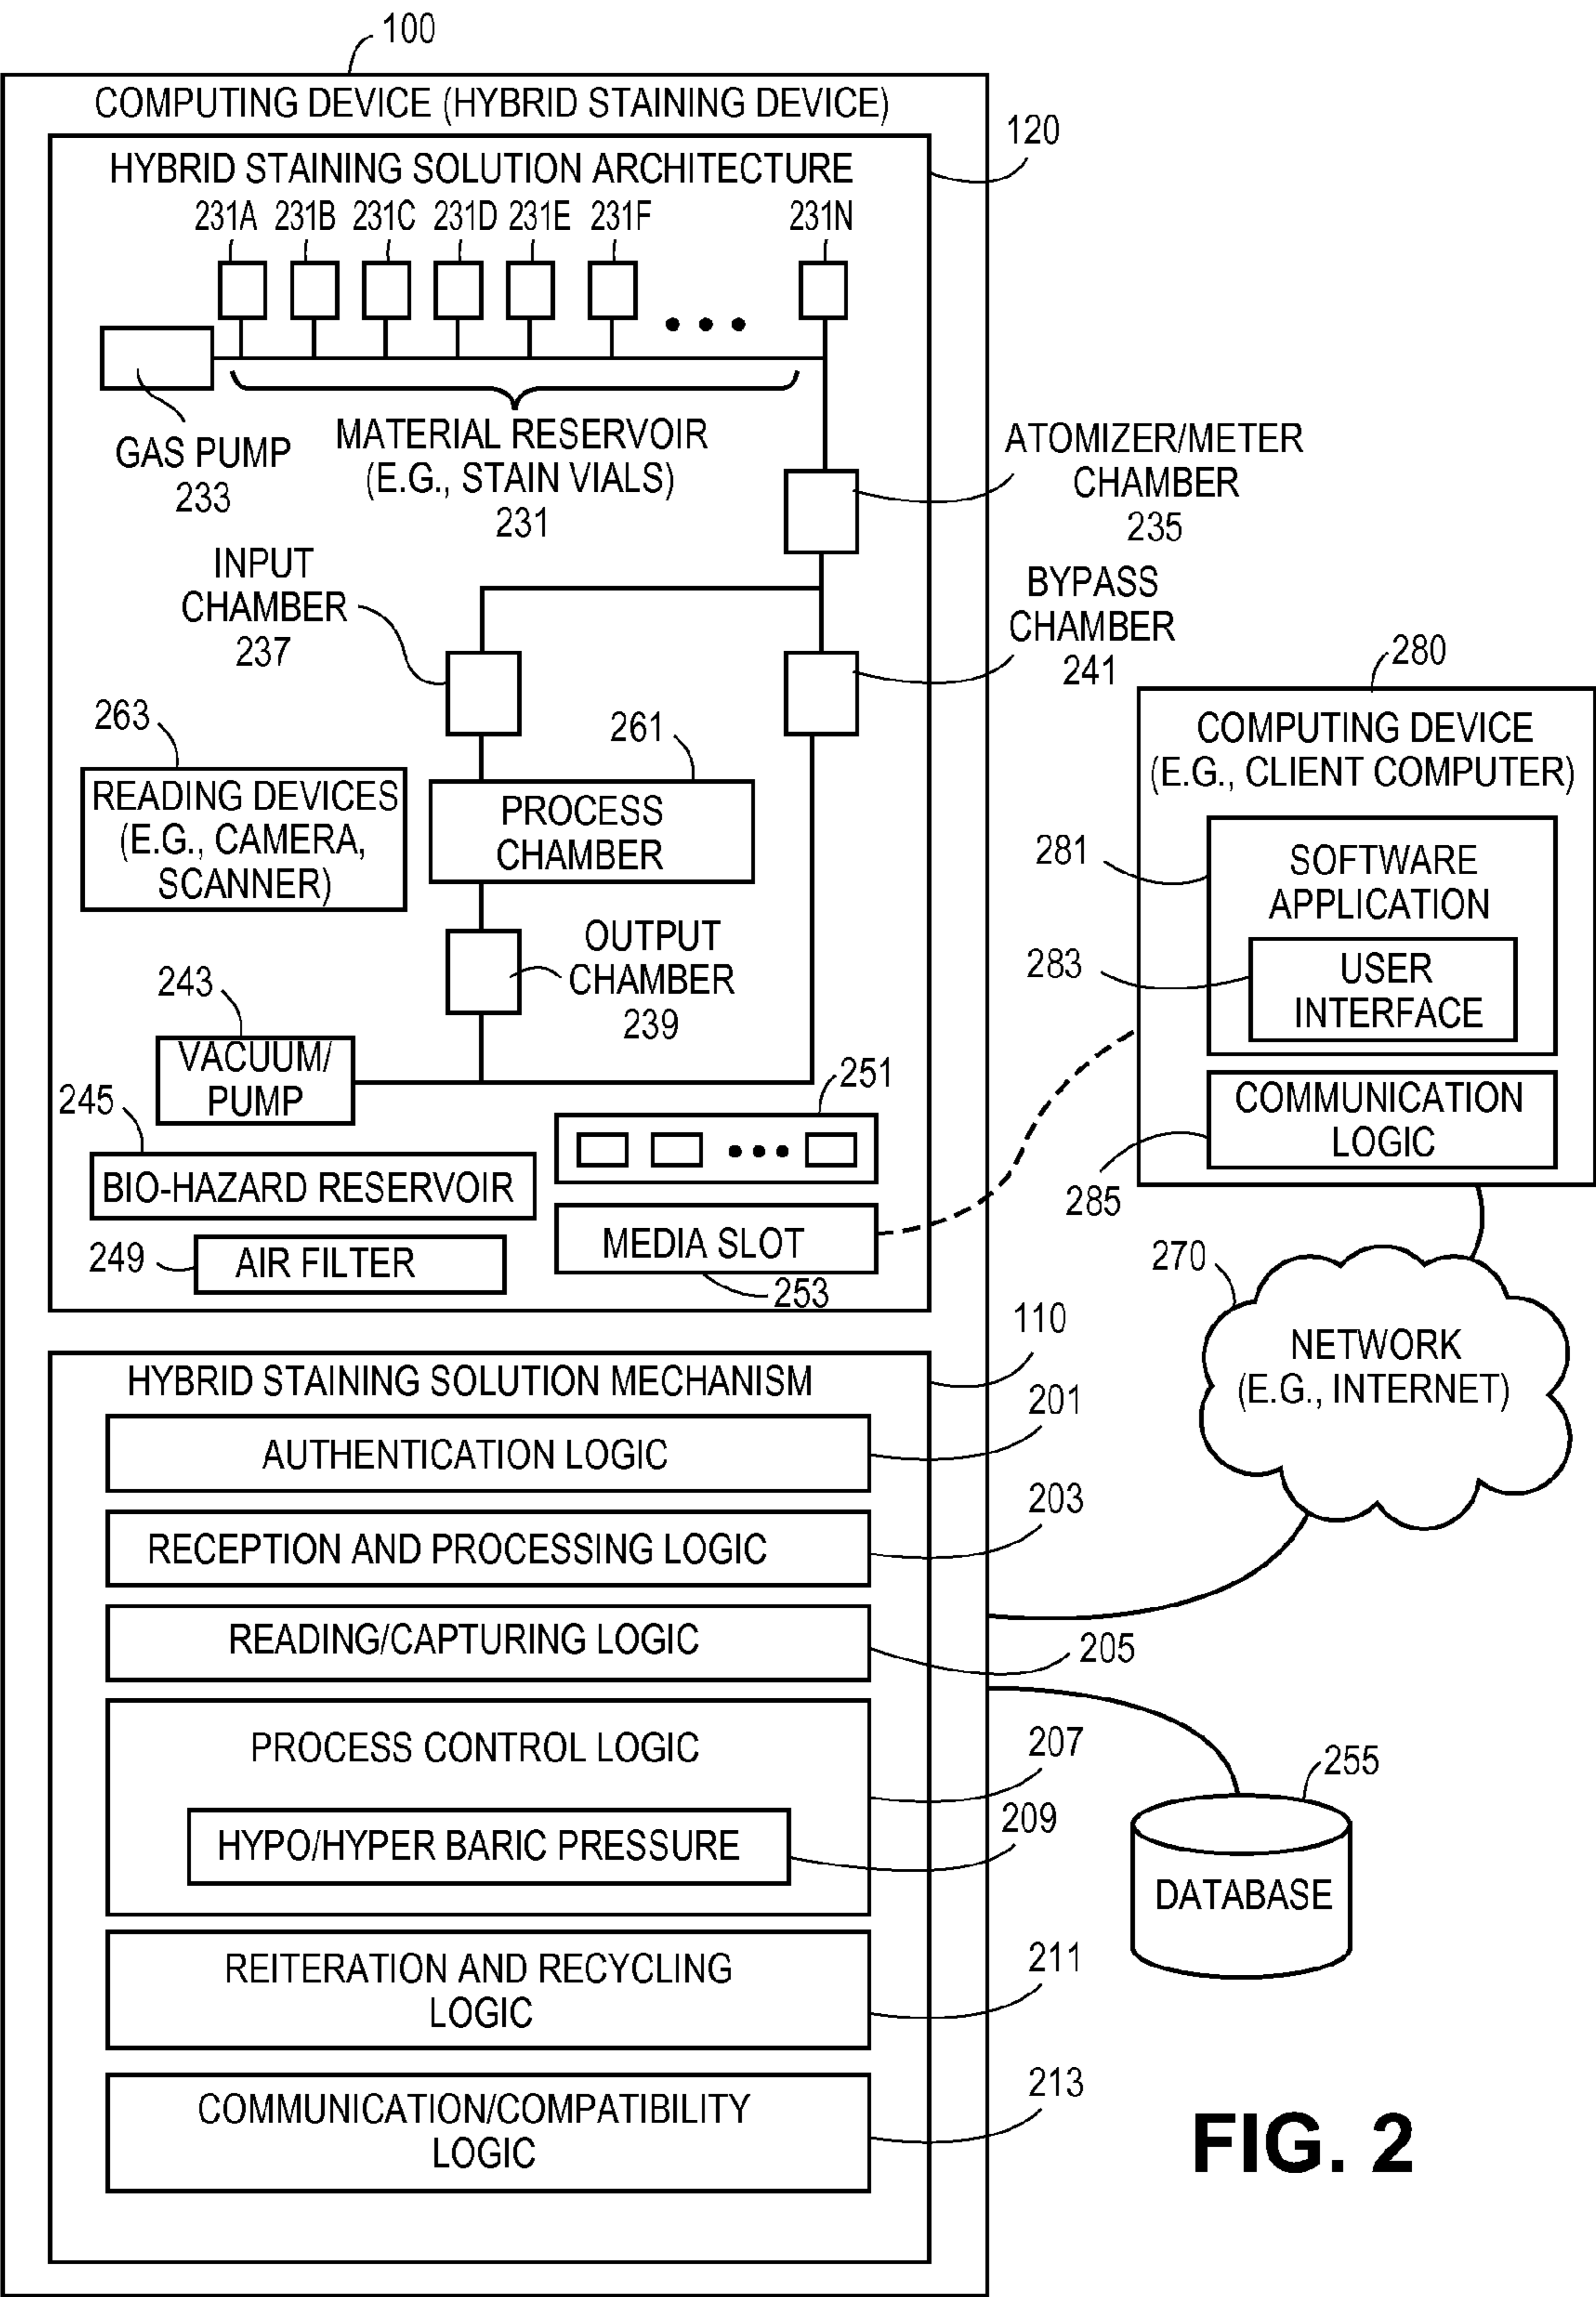 100
COMPUTING DEVICE (HYBRID STAINING DEVICE)
120
HYBRID STAINING SOLUTION ARCHITECTURE
231A 231B 231C 231D 231E 231F 231N
GAS PUMP
233
MATERIAL RESERVOIR
(E.G., STAIN VIALS)
231
ATOMIZER/METER
CHAMBER
235
INPUT
CHAMBER
237
BYPASS
CHAMBER
241
263
READING DEVICES
(E.G., CAMERA,
SCANNER)
261
PROCESS
CHAMBER
OUTPUT
CHAMBER
239
243
VACUUM/
PUMP
245
BIO-HAZARD RESERVOIR
249
AIR FILTER
251
MEDIA SLOT
253
280
COMPUTING DEVICE
(E.G., CLIENT COMPUTER)
281
SOFTWARE
APPLICATION
283
USER
INTERFACE
COMMUNICATION
LOGIC
285
270
NETWORK
(E.G., INTERNET)
110
HYBRID STAINING SOLUTION MECHANISM
201
AUTHENTICATION LOGIC
203
RECEPTION AND PROCESSING LOGIC
READING/CAPTURING LOGIC
205
PROCESS CONTROL LOGIC
207
HYPO/HYPER BARIC PRESSURE
209
255
DATABASE
REITERATION AND RECYCLING
LOGIC
211
COMMUNICATION/COMPATIBILITY
LOGIC
213
FIG. 2